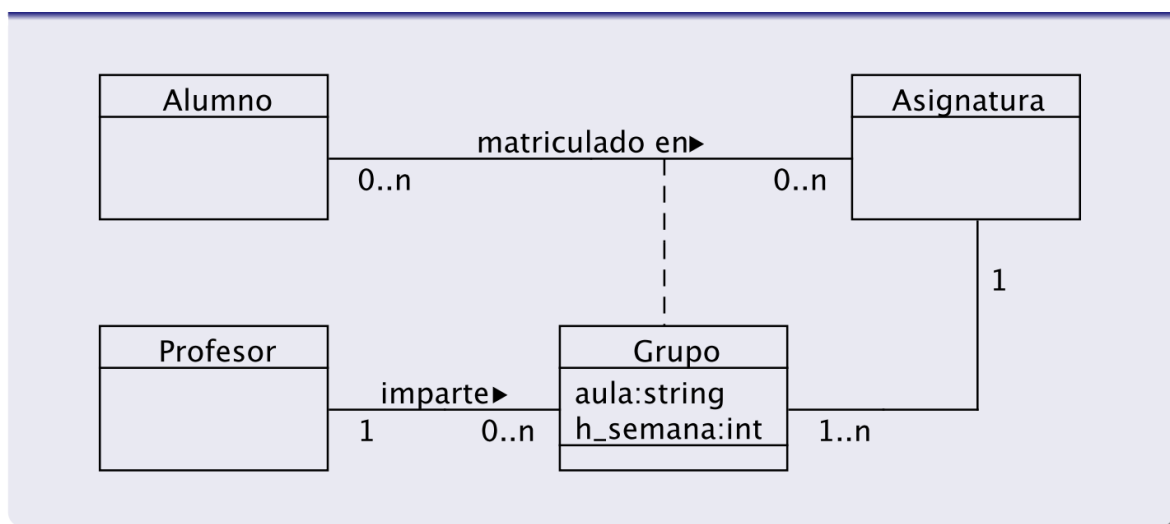 Alumno
Asignatura
matriculado en▶
0..n
0..n
1
Profesor
Grupo
imparte▶
aula:string
1
0..n
h_semana:int
1..n